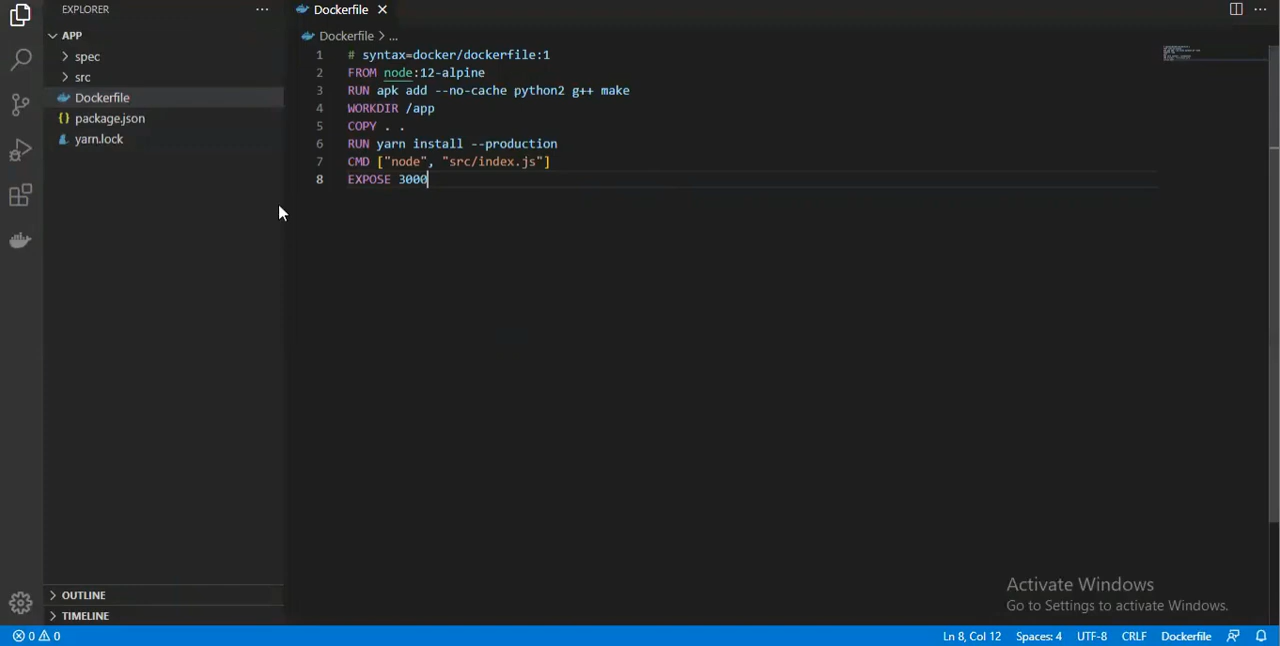 EXPLORER
APP
spec
src
Dockerfile
{} package.json
yarn.lock
OUTLINE
TIMELINE
Dockerfile
Dockerfile > ...
1 # syntax=docker/dockerfile:1
2 FROM node:12-alpine
3 RUN apk add --no-cache python2 g++ make
4 WORKDIR /app
5 COPY . .
6 RUN yarn install --production
7 CMD ["node", "src/index.js"]
8 EXPOSE 3000
Activate Windows
Go to Settings to activate Windows.
0 0 Ln 8, Col 12 Spaces: 4 UTF-8 CRLF Dockerfile